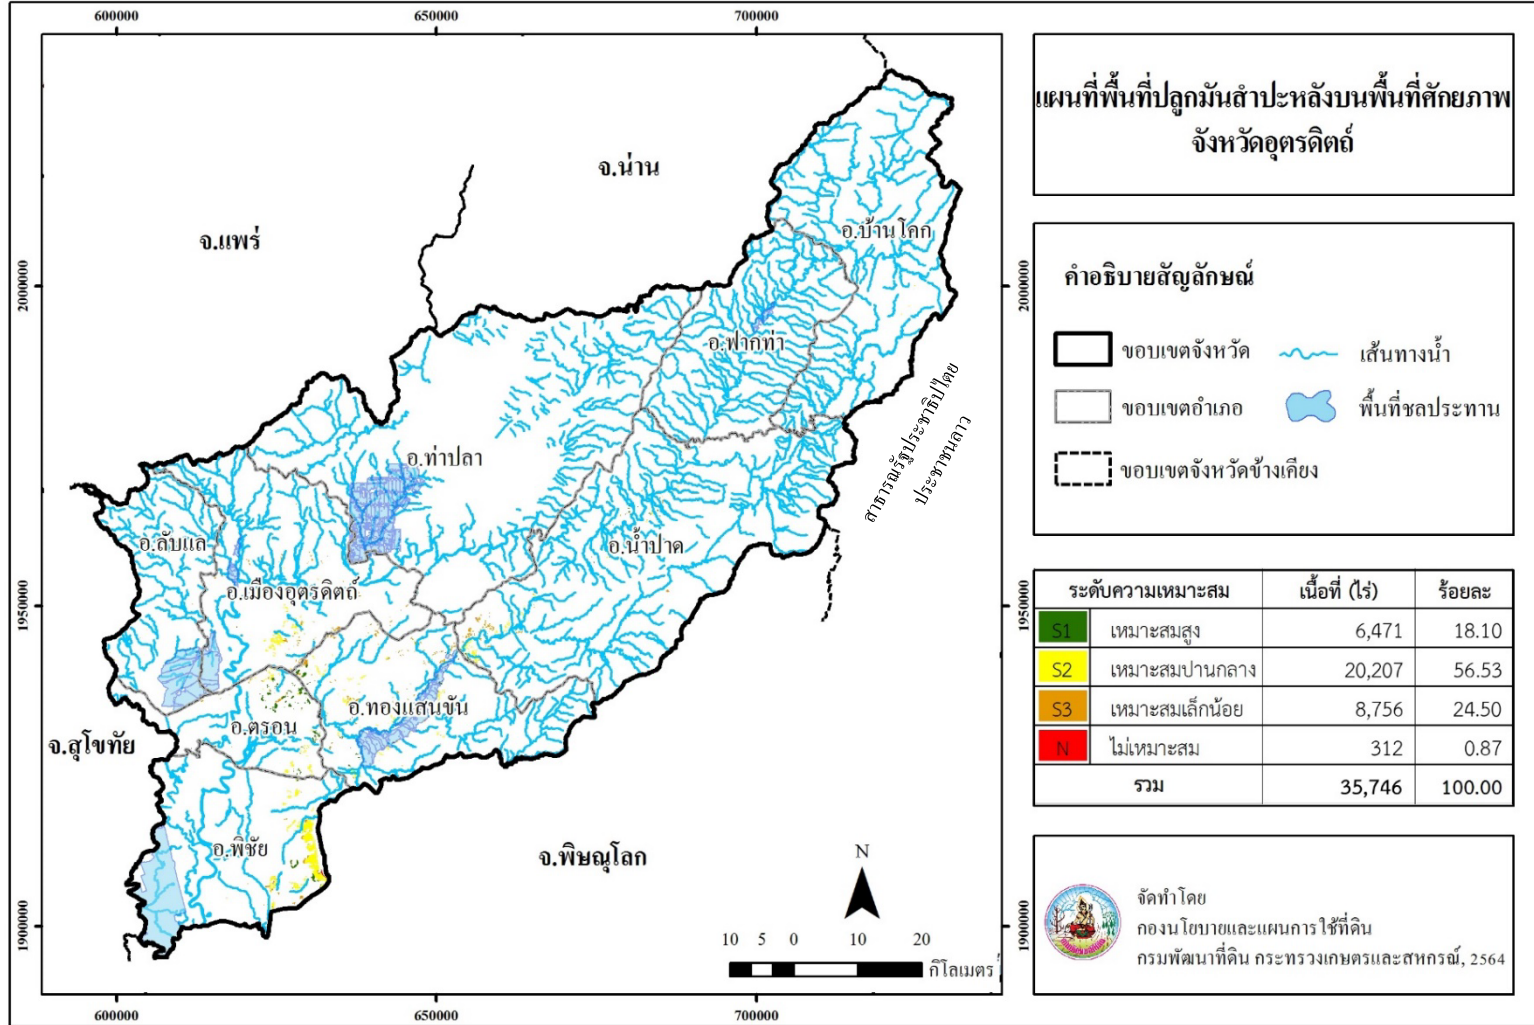 600000
650000
700000
แผนที่พื้นที่ปลูกมันสำปะหลังบนพื้นที่ศักยภาพ
จังหวัดอุตรดิตถ์
จ.น่าน
จ.แพร่
อ.บ้านโคก
2000000
2000000
อ.ฟากท่า
สาธารณรัฐประชาธิปไตย
ประชาชนลาว
อ.ท่าปลา
อ.ลับแล
อ.น้ำปาด
อ.เมืองอุตรดิตถ์
1950000
1950000
อ.ทองแสนขัน
อ.ตรอน
จ.สุโขทัย
อ.พิชัย
จ.พิษณุโลก
1900000
1900000
N
10 5 0 10 20
กิโลเมตร
600000
650000
700000
คำอธิบายสัญลักษณ์
ขอบเขตจังหวัด
เส้นทางน้ำ
ขอบเขตอำเภอ
พื้นที่ชลประทาน
ขอบเขตจังหวัดข้างเคียง
ระดับความเหมาะสม เนื้อที่ (ไร่) ร้อยละ
S1 เหมาะสมสูง 6,471 18.10
S2 เหมาะสมปานกลาง 20,207 56.53
S3 เหมาะสมเล็กน้อย 8,756 24.50
N ไม่เหมาะสม 312 0.87
รวม 35,746 100.00
จัดทำโดย
กองนโยบายและแผนการใช้ที่ดิน
กรมพัฒนาที่ดิน กระทรวงเกษตรและสหกรณ์, 2564